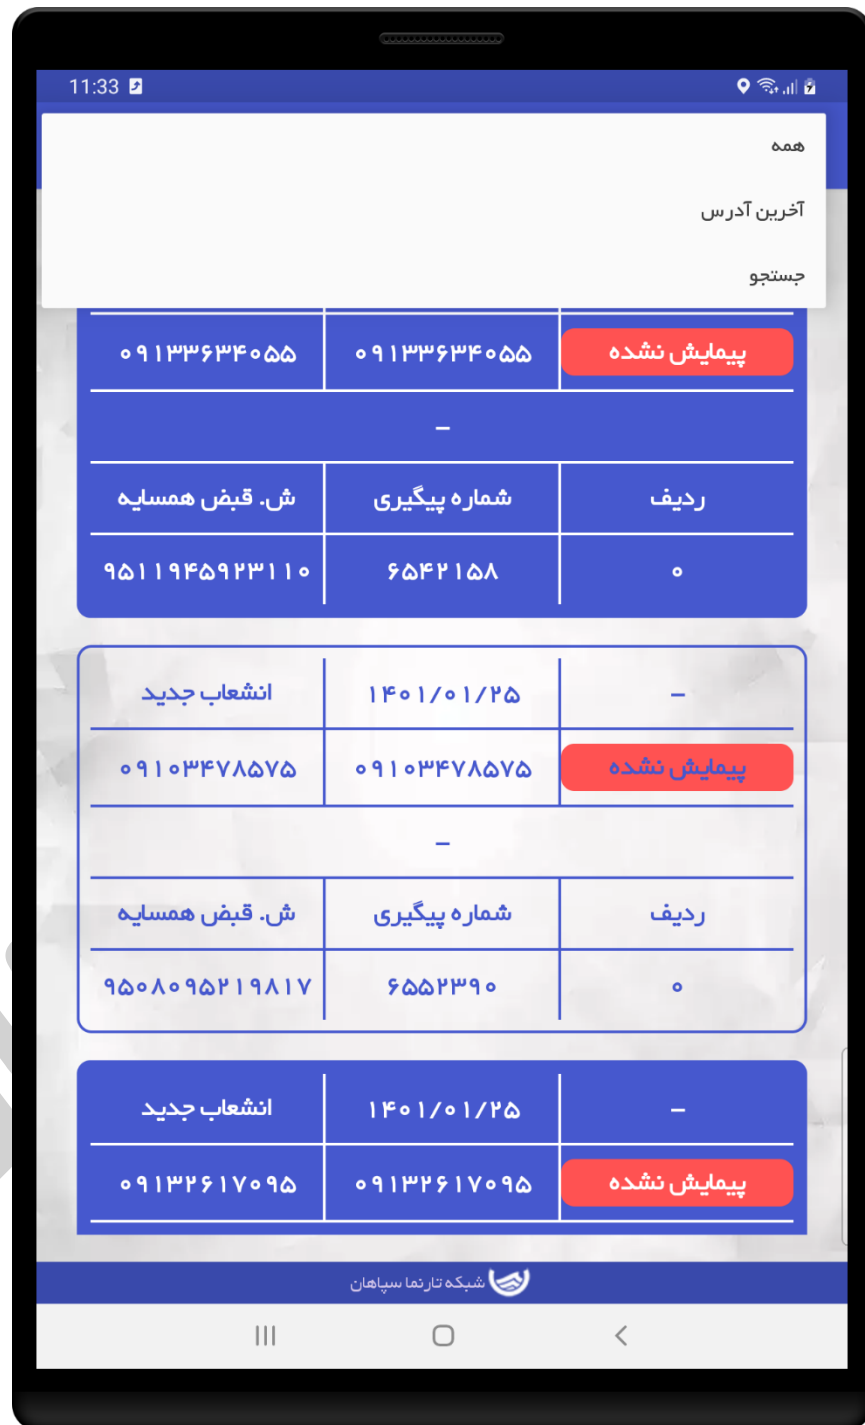 11:33
همه
آخرین آدرس
جستجو
پیمایش نشده ۰۹۱۳۳۶۳۴۰۵۵ ۰۹۱۳۳۶۳۴۰۵۵
-
ردیف شماره پیگیری ش. قبض همسایه
۰ ۶۵۴۲۱۵۸ ۹۵۱۱۹۴۵۹۲۳۱۱۰
- ۱۴۰۱/۰۱/۲۵ انشعاب جدید
پیمایش نشده ۰۹۱۰۳۴۷۸۵۷۵ ۰۹۱۰۳۴۷۸۵۷۵
-
ردیف شماره پیگیری ش. قبض همسایه
۰ ۶۵۵۲۳۹۰ ۹۵۰۸۰۹۵۲۱۹۸۱۷
- ۱۴۰۱/۰۱/۲۵ انشعاب جدید
پیمایش نشده ۰۹۱۳۲۶۱۷۰۹۵ ۰۹۱۳۲۶۱۷۰۹۵
شبکه تارنما سپاهان